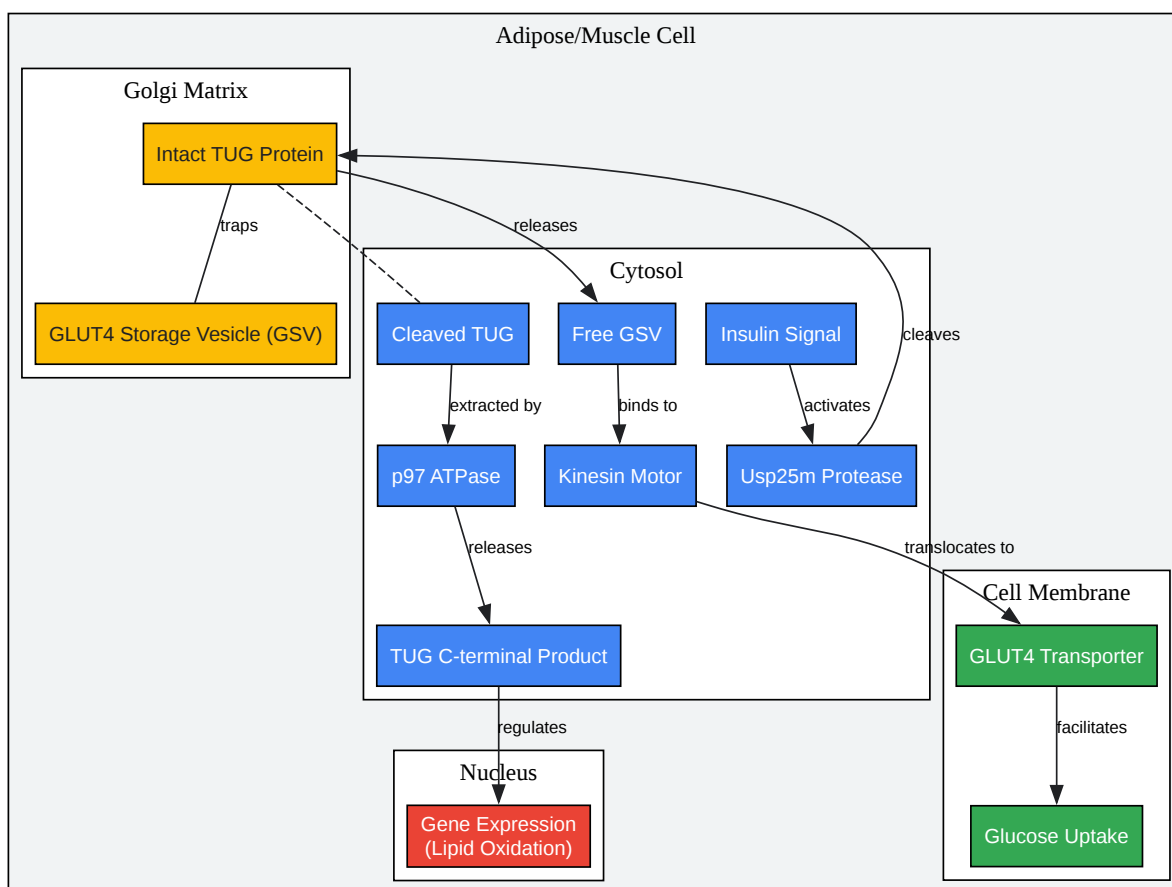 Adipose/Muscle Cell
Golgi Matrix
Intact TUG Protein
traps
releases
GLUT4 Storage Vesicle (GSV)
Cytosol
Cleaved TUG
Free GSV
Insulin Signal
cleaves
extracted by
binds to
activates
p97 ATPase
Kinesin Motor
Usp25m Protease
releases
translocates to
TUG C-terminal Product
Cell Membrane
GLUT4 Transporter
regulates
facilitates
Nucleus
Gene Expression
(Lipid Oxidation)
Glucose Uptake